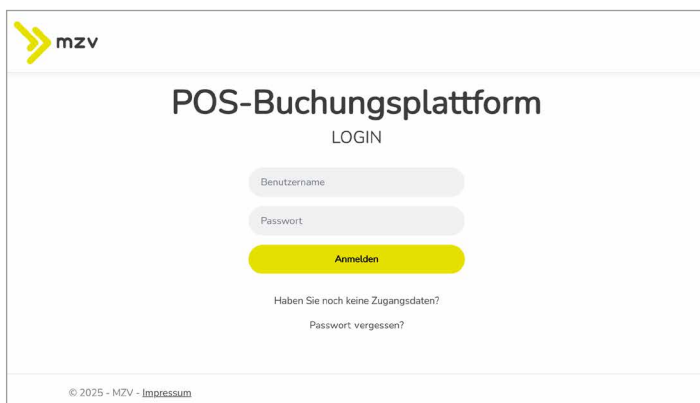 mzv
POS-Buchungsplattform
LOGIN
Benutzername
Passwort
Anmelden
Haben Sie noch keine Zugangsdaten?
Passwort vergessen?
© 2025 - MZV - Impressum